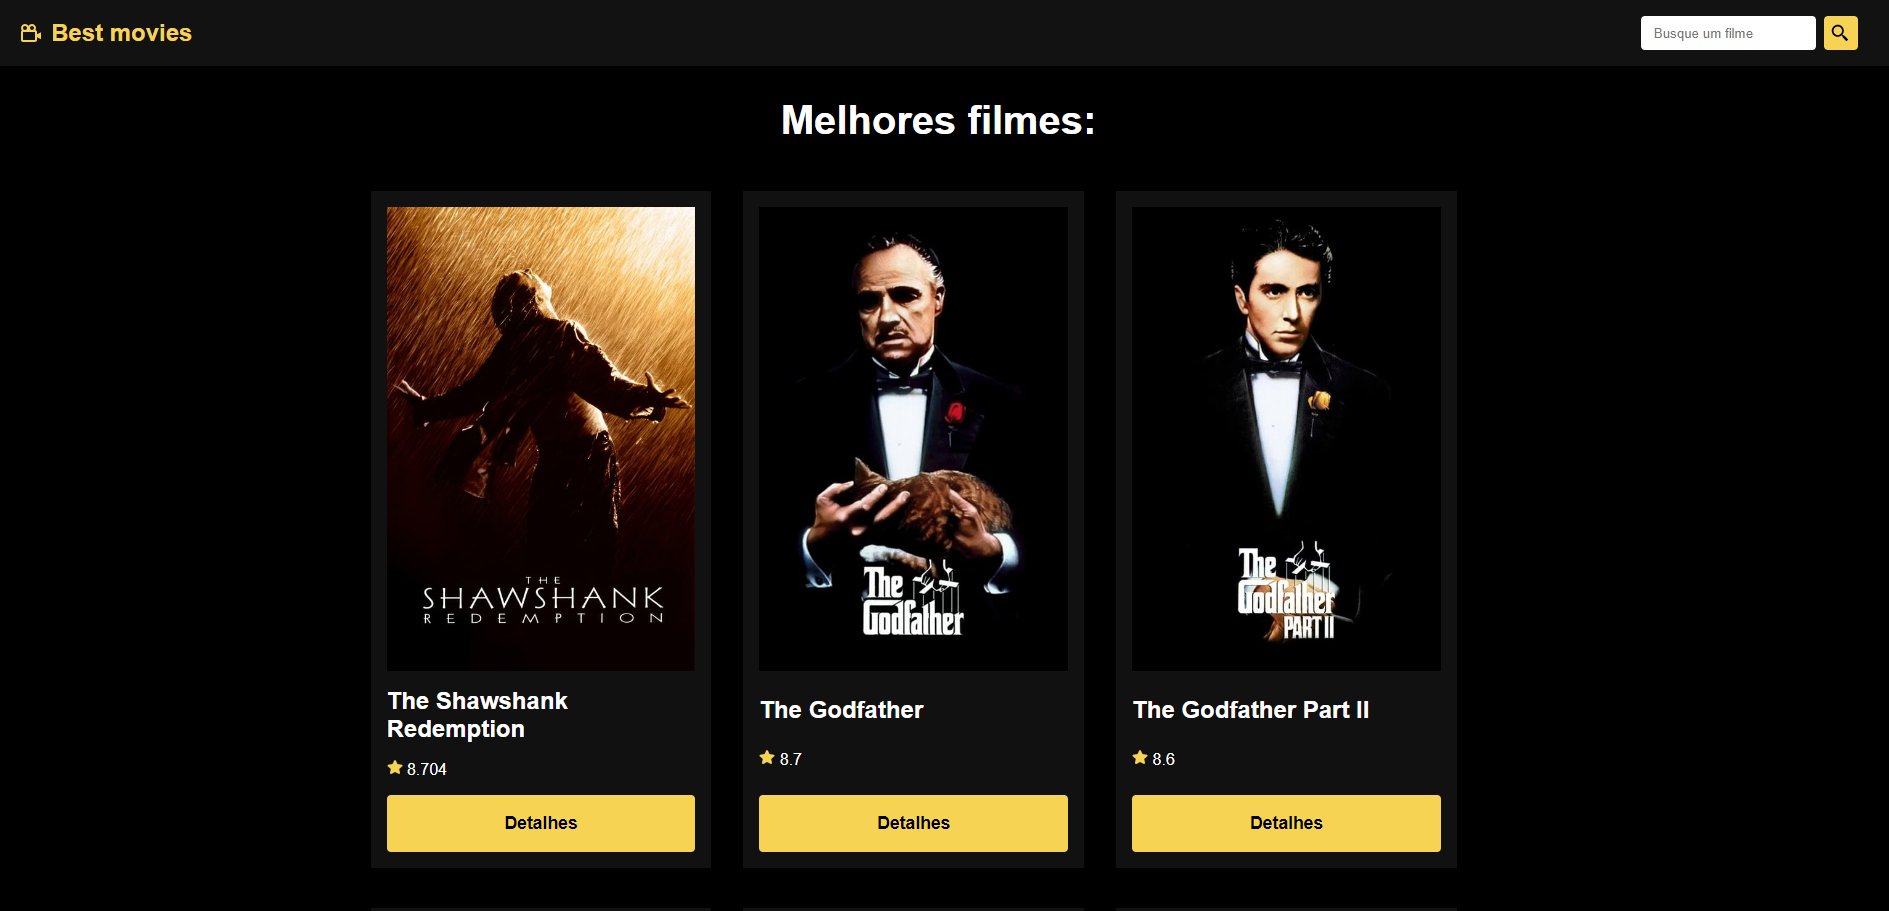 Best movies
Busque um filme
Melhores filmes:
THE
SHAWSHANK
REDEMPTION
The
Godfather
The
Godfather
PART II
The Shawshank
Redemption
The Godfather
The Godfather Part II
8.704
8.7
8.6
Detalhes
Detalhes
Detalhes